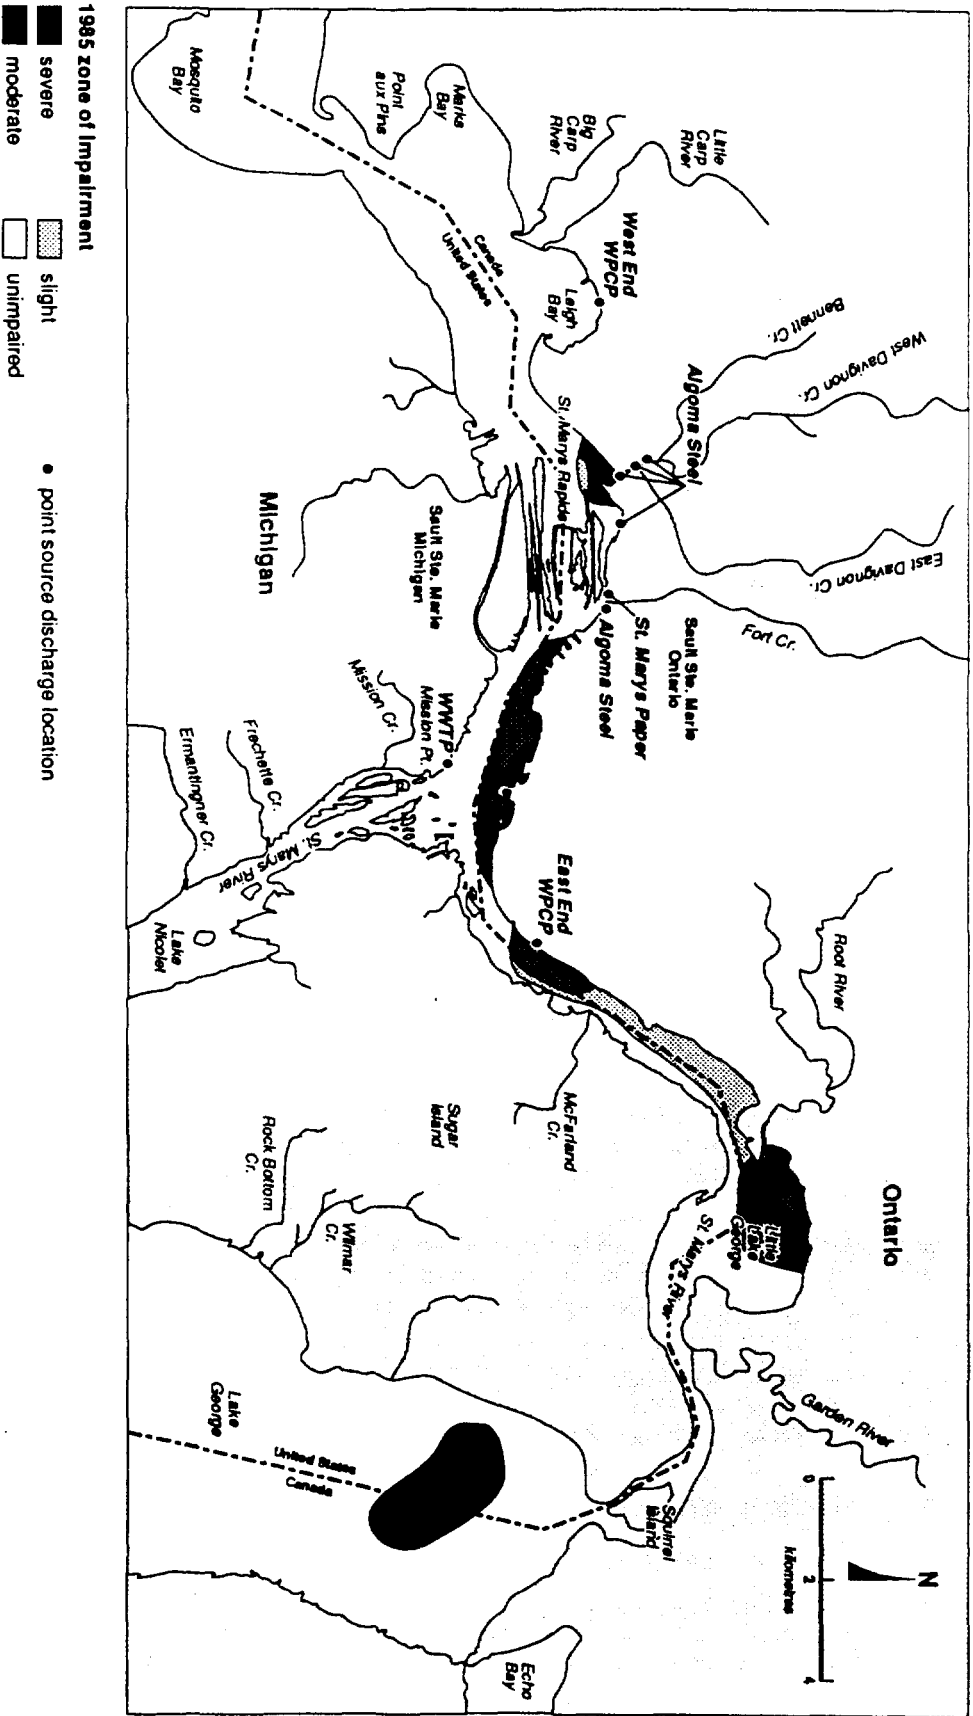 Little
Carp
River
Big
Carp
River
Marks
Bay
Point
aux Pins
Mosquito
Bay
Canada
United States
West End
WPCP
Leigh
Bay
Bennett Cr.
West Davignon Cr.
Algoma Steel
St. Marys Rapids
East Davignon Cr.
Fort Cr.
Sault Ste. Marie
Ontario
St. Marys Paper
Algoma Steel
Sault Ste. Marie
Michigan
Michigan
WWTP
Mission Pt.
Mission Cr.
Frechette Cr.
Ermantingner Cr.
St. Marys River
Lake
Nicolet
East End
WPCP
Root River
McFarland
Cr.
Sugar
Island
Rock Bottom
Cr.
Wilmar
Cr.
Ontario
Little
Lake
George
St. Marys River
Garden River
Squirrel
Island
Lake
George
United States
Canada
Echo
Bay
N
0 2 4
kilometres
1985 zone of Impairment
severe
moderate
slight
unimpaired
point source discharge location